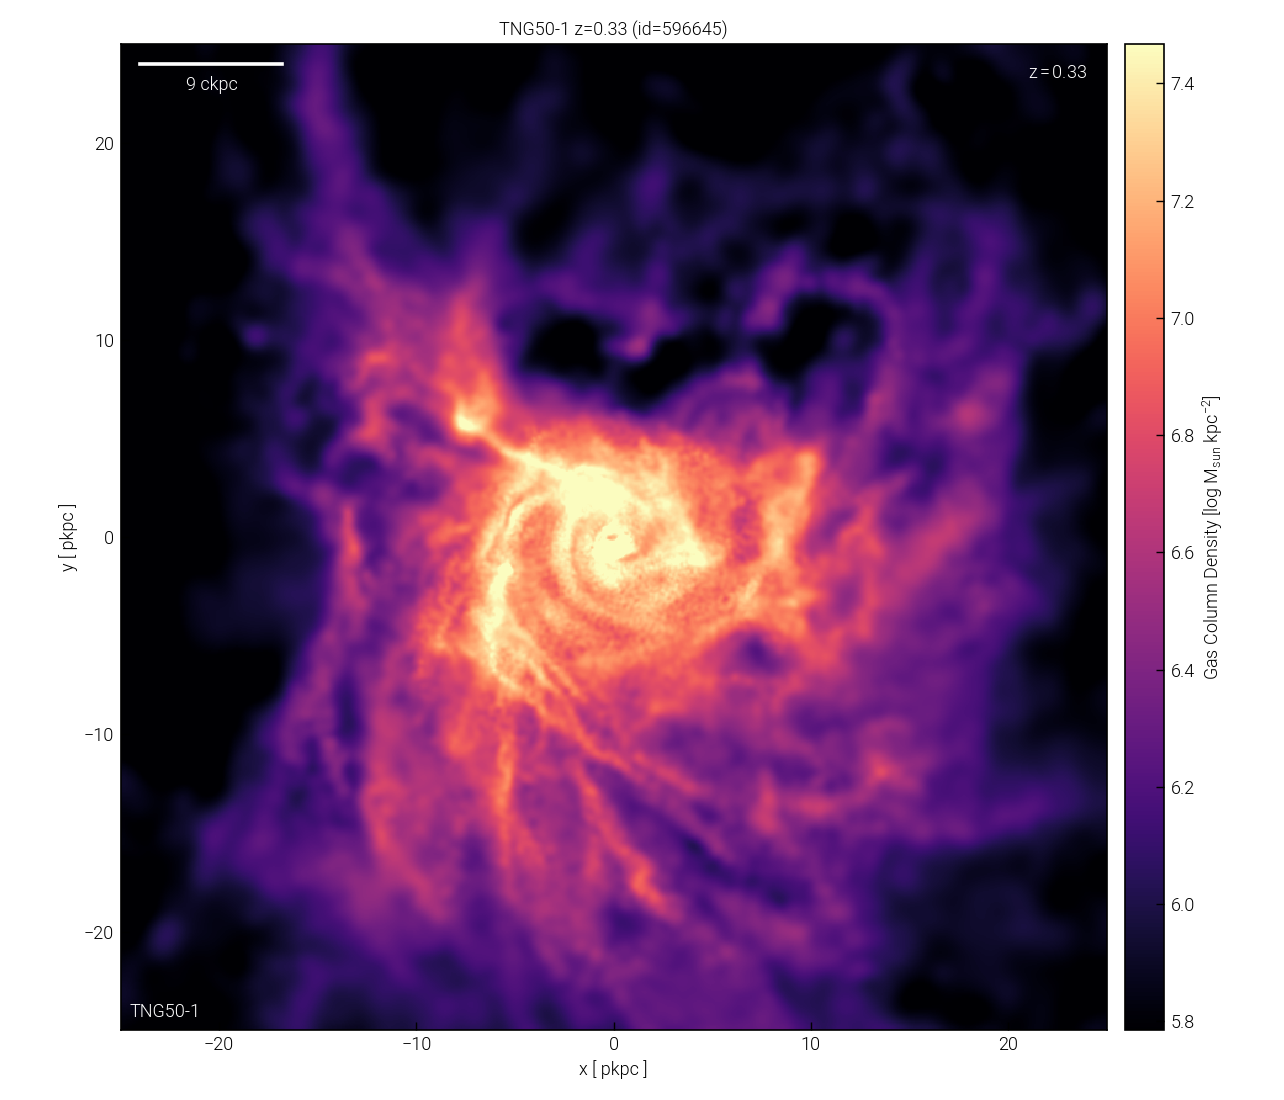 TNG50-1 z=0.33 (id=596645)
9 ckpc
z = 0.33
TNG50-1
20
10
0
−10
−20
y [ pkpc ]
−20
−10
0
10
20
x [ pkpc ]
7.4
7.2
7.0
6.8
6.6
6.4
6.2
6.0
5.8
Gas Column Density [log M_sun kpc⁻²]